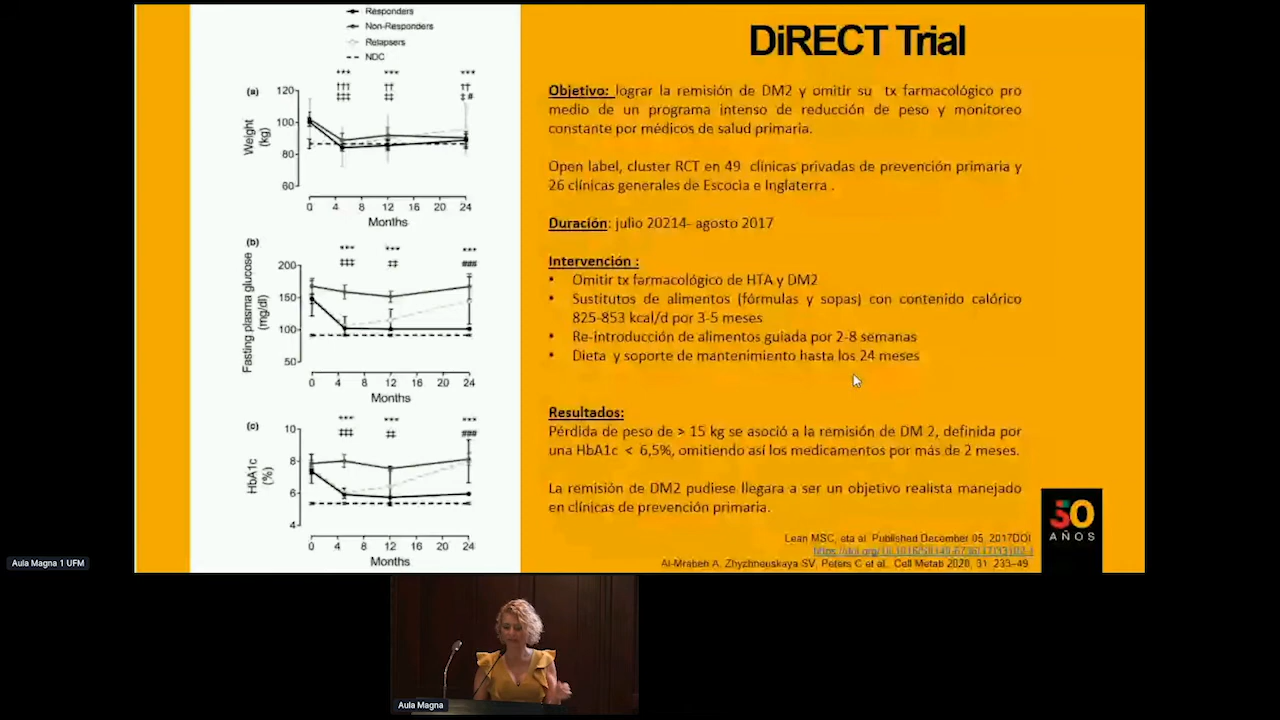 Responders
Non-Responders
Relapsers
NDC
(a)
***
***
***
†††
††
††
‡‡‡
‡‡
‡ #
120
100
80
60
Weight
(kg)
0 4 8 12 16 20 24
Months
(b)
***
***
***
‡‡‡
‡‡
###
200
150
100
50
Fasting plasma glucose
(mg/dl)
0 4 8 12 16 20 24
Months
(c)
***
***
***
‡‡‡
‡‡
###
10
8
6
4
HbA1c
(%)
0 4 8 12 16 20 24
Months
DiRECT Trial
Objetivo: lograr la remisión de DM2 y omitir su tx farmacológico pro
medio de un programa intenso de reducción de peso y monitoreo
constante por médicos de salud primaria.
Open label, cluster RCT en 49 clínicas privadas de prevención primaria y
26 clínicas generales de Escocia e Inglaterra .
Duración: julio 20214- agosto 2017
Intervención :
• Omitir tx farmacológico de HTA y DM2
• Sustitutos de alimentos (fórmulas y sopas) con contenido calórico
825-853 kcal/d por 3-5 meses
• Re-introducción de alimentos guiada por 2-8 semanas
• Dieta y soporte de mantenimiento hasta los 24 meses
Resultados:
Pérdida de peso de > 15 kg se asoció a la remisión de DM 2, definida por
una HbA1c < 6,5%, omitiendo así los medicamentos por más de 2 meses.
La remisión de DM2 pudiese llegara a ser un objetivo realista manejado
en clínicas de prevención primaria.
Lean MSC, eta al Published December 05, 2017DOI
Al-Mrabeh A, Zhyzhneuskaya SV, Peters C et al. Cell Metab 2020, 31 233–49
50
AÑOS
Aula Magna 1 UFM
Aula Magna